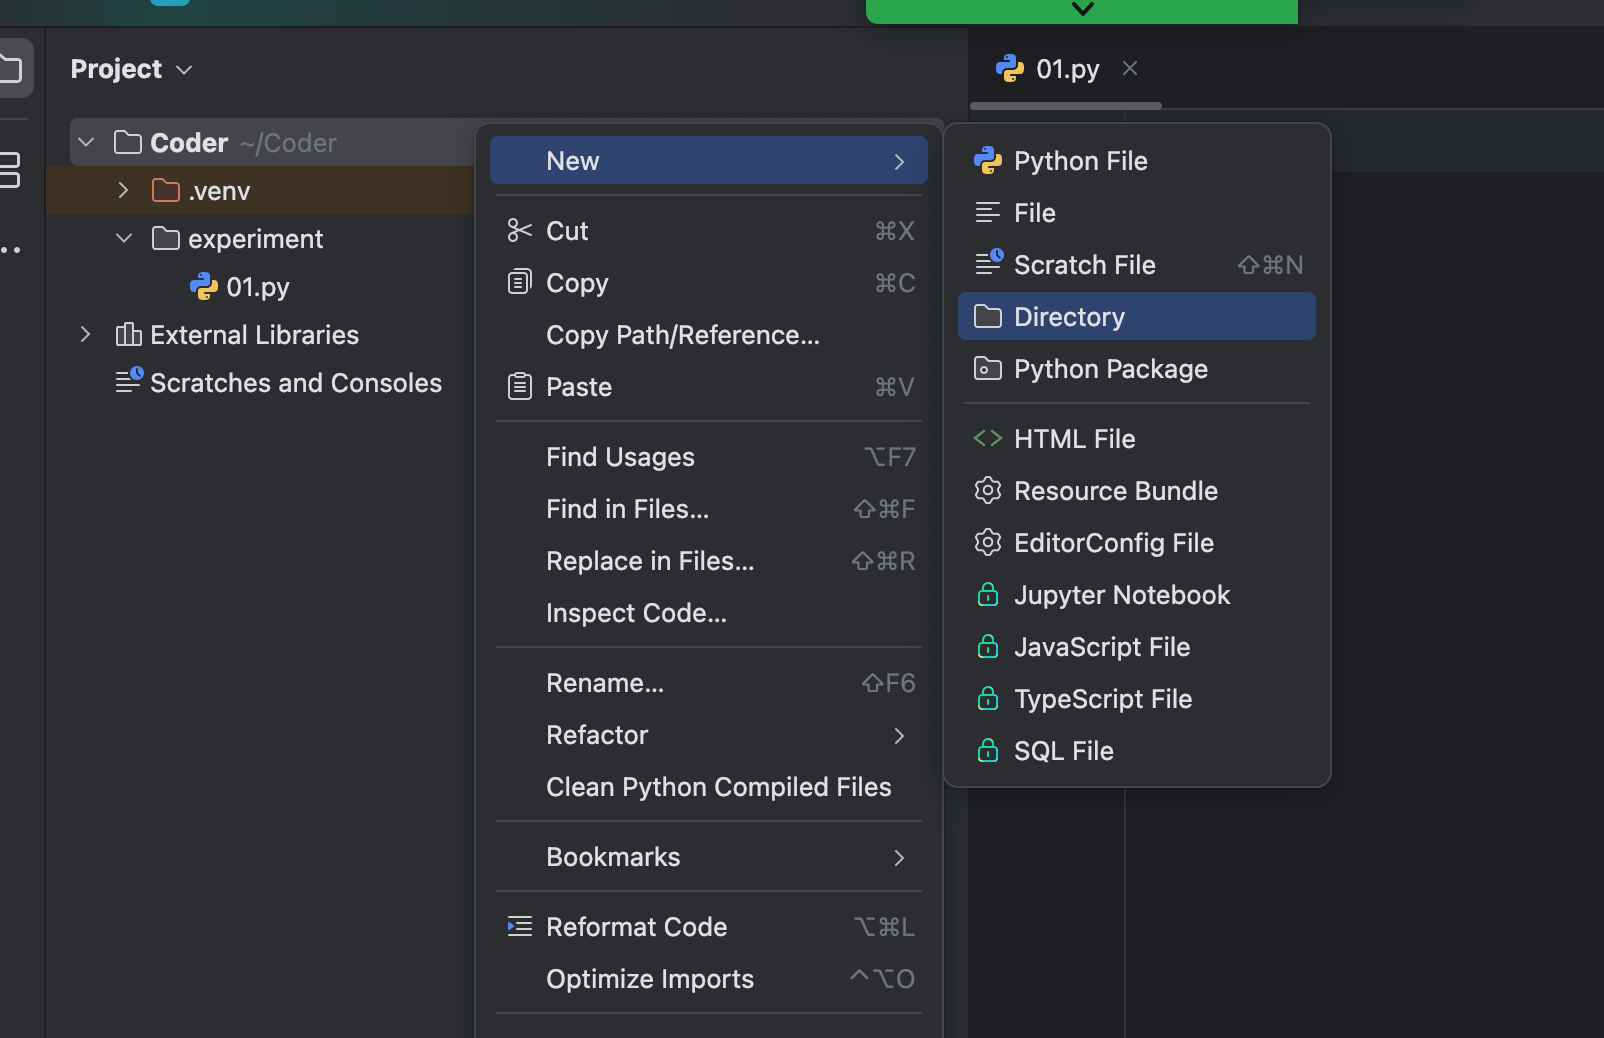 Project
01.py
Coder ~/Coder
.venv
experiment
01.py
External Libraries
Scratches and Consoles
New
Cut ⌘X
Copy ⌘C
Copy Path/Reference...
Paste ⌘V
Find Usages ⌥F7
Find in Files... ⇧⌘F
Replace in Files... ⇧⌘R
Inspect Code...
Rename... ⇧F6
Refactor
Clean Python Compiled Files
Bookmarks
Reformat Code ⌥⌘L
Optimize Imports ^⌥O
Python File
File
Scratch File ⇧⌘N
Directory
Python Package
HTML File
Resource Bundle
EditorConfig File
Jupyter Notebook
JavaScript File
TypeScript File
SQL File